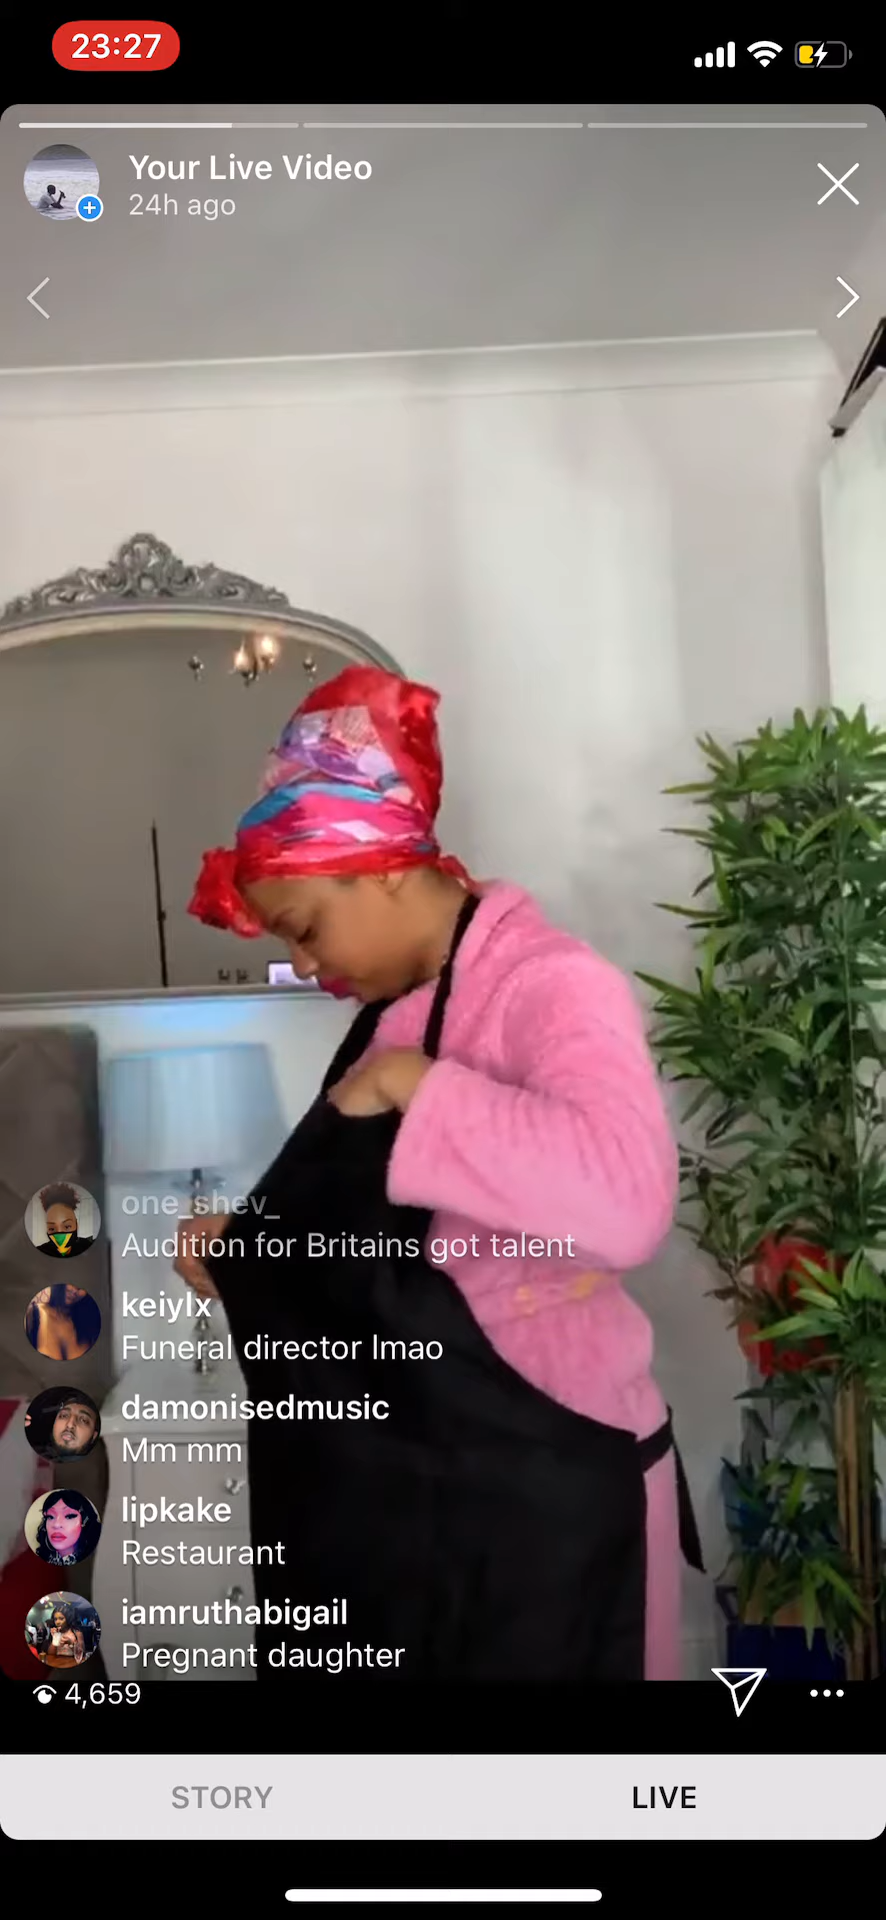 23:27
Your Live Video
24h ago
one_shev_
Audition for Britains got talent
keiylx
Funeral director lmao
damonisedmusic
Mm mm
lipkake
Restaurant
iamruthabigail
Pregnant daughter
4,659
STORY
LIVE